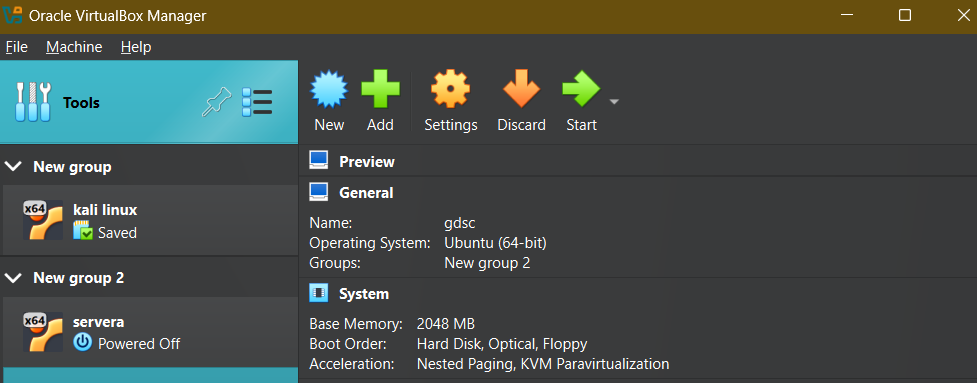 Oracle VirtualBox Manager
File Machine Help
Tools
New Add Settings Discard Start
New group
x64
kali linux
Saved
New group 2
x64
servera
Powered Off
Preview
General
Name: gdsc
Operating System: Ubuntu (64-bit)
Groups: New group 2
System
Base Memory: 2048 MB
Boot Order: Hard Disk, Optical, Floppy
Acceleration: Nested Paging, KVM Paravirtualization